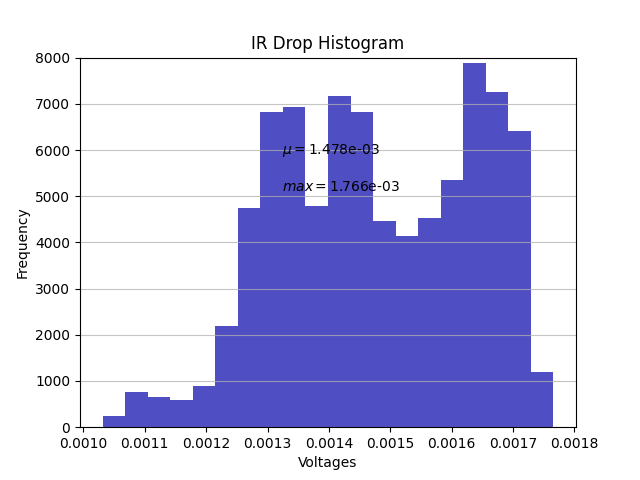 IR Drop Histogram
8000
7000
6000
5000
4000
3000
2000
1000
0
Frequency
μ = 1.478e-03
max = 1.766e-03
0.0010 0.0011 0.0012 0.0013 0.0014 0.0015 0.0016 0.0017 0.0018
Voltages